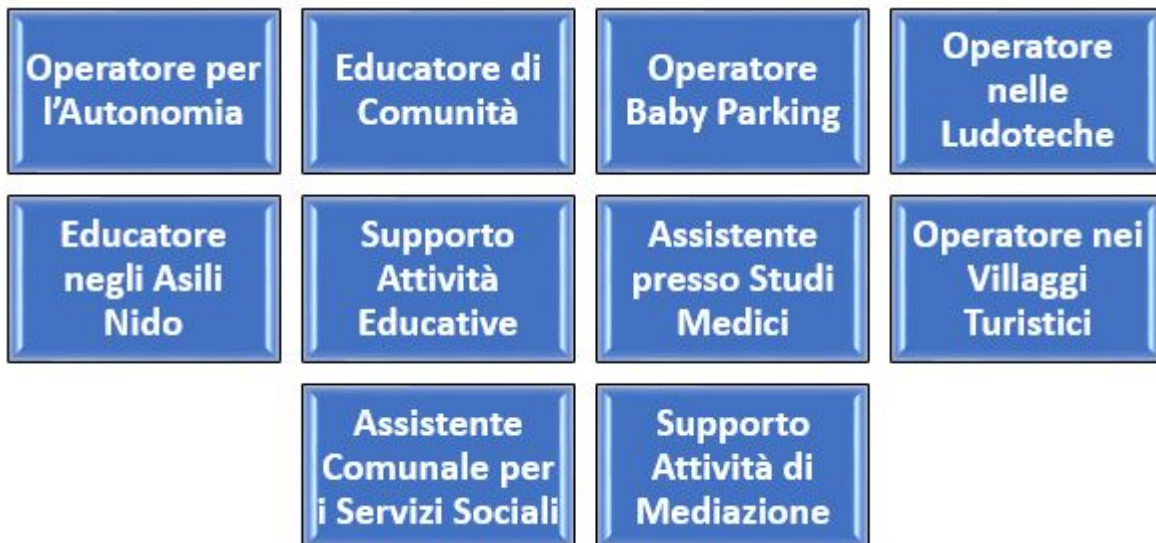 Operatore per
l'Autonomia
Educatore di
Comunità
Operatore
Baby Parking
Operatore
nelle
Ludoteche
Educatore
negli Asili
Nido
Supporto
Attività
Educative
Assistente
presso Studi
Medici
Operatore nei
Villaggi
Turistici
Assistente
Comunale per
i Servizi Sociali
Supporto
Attività di
Mediazione